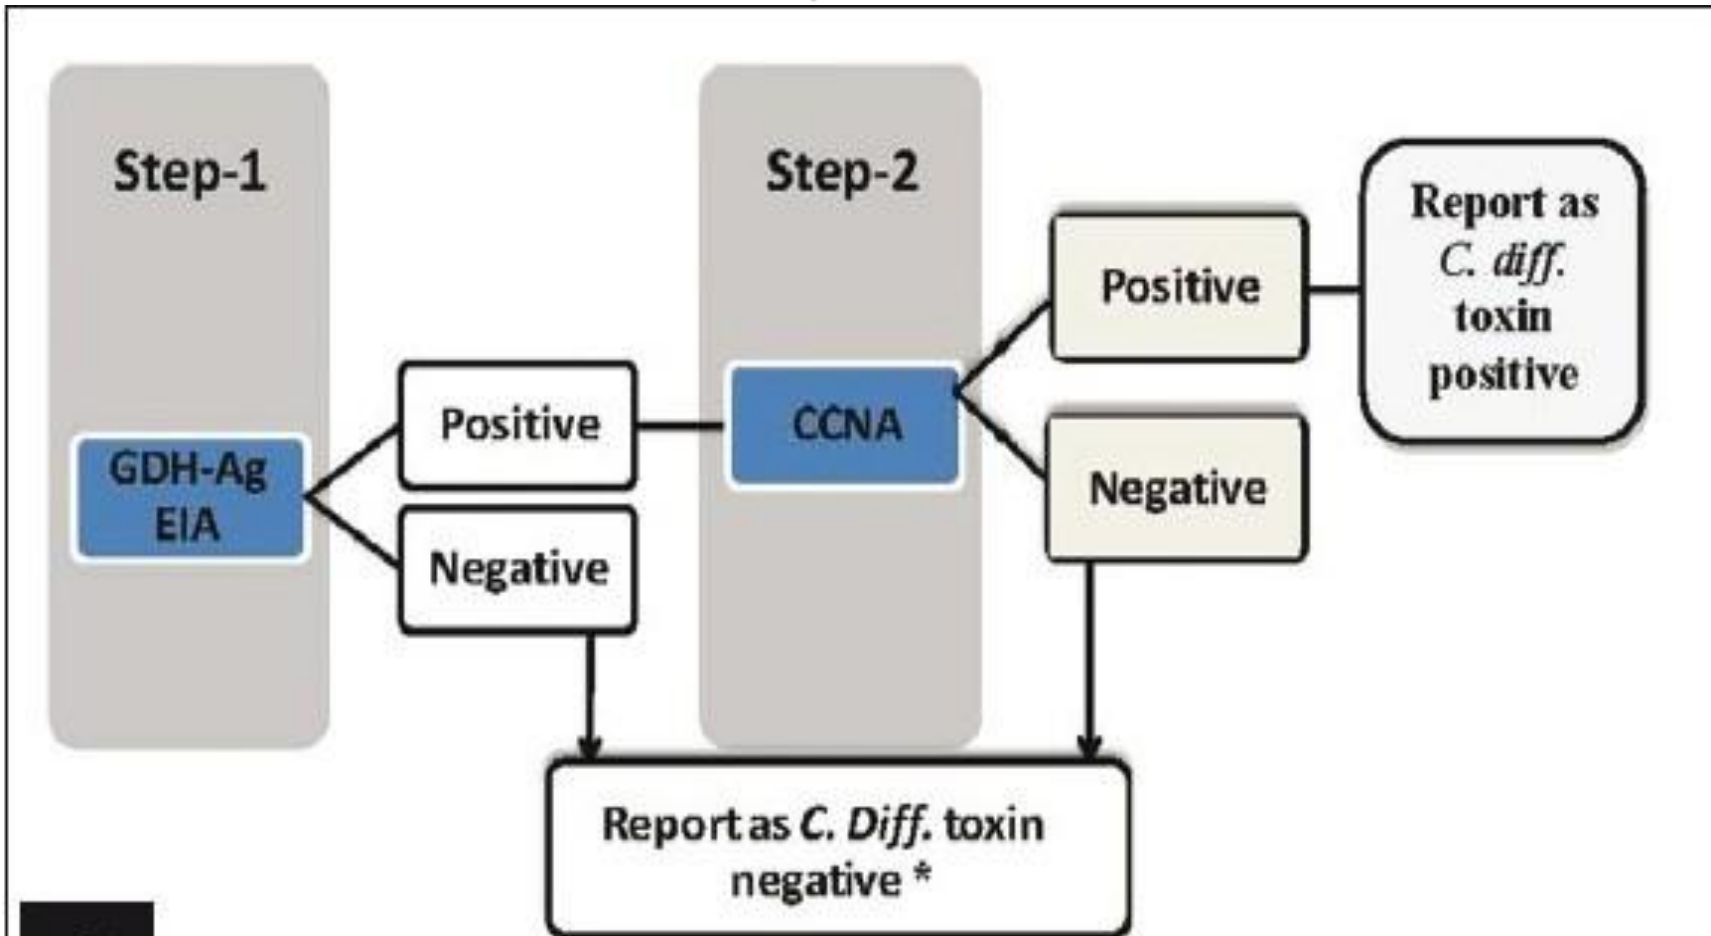 Step-1
GDH-Ag
EIA
Positive
Negative
Step-2
CCNA
Positive
Negative
Report as
C. diff.
toxin
positive
Report as C. Diff. toxin
negative *